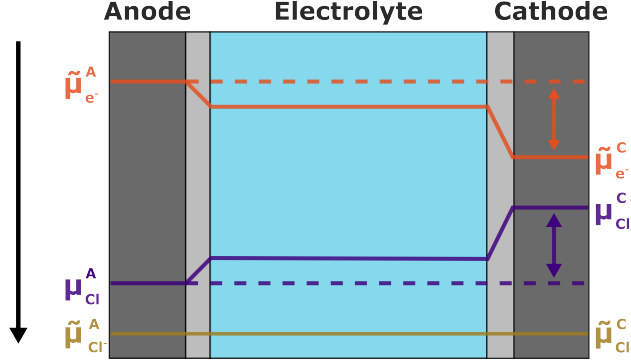 Anode Electrolyte Cathode
μ̃ᴬₑ₋
μ̃ᶜₑ₋
μᶜCl
μᴬCl
μ̃ᴬCl⁻
μ̃ᶜCl⁻